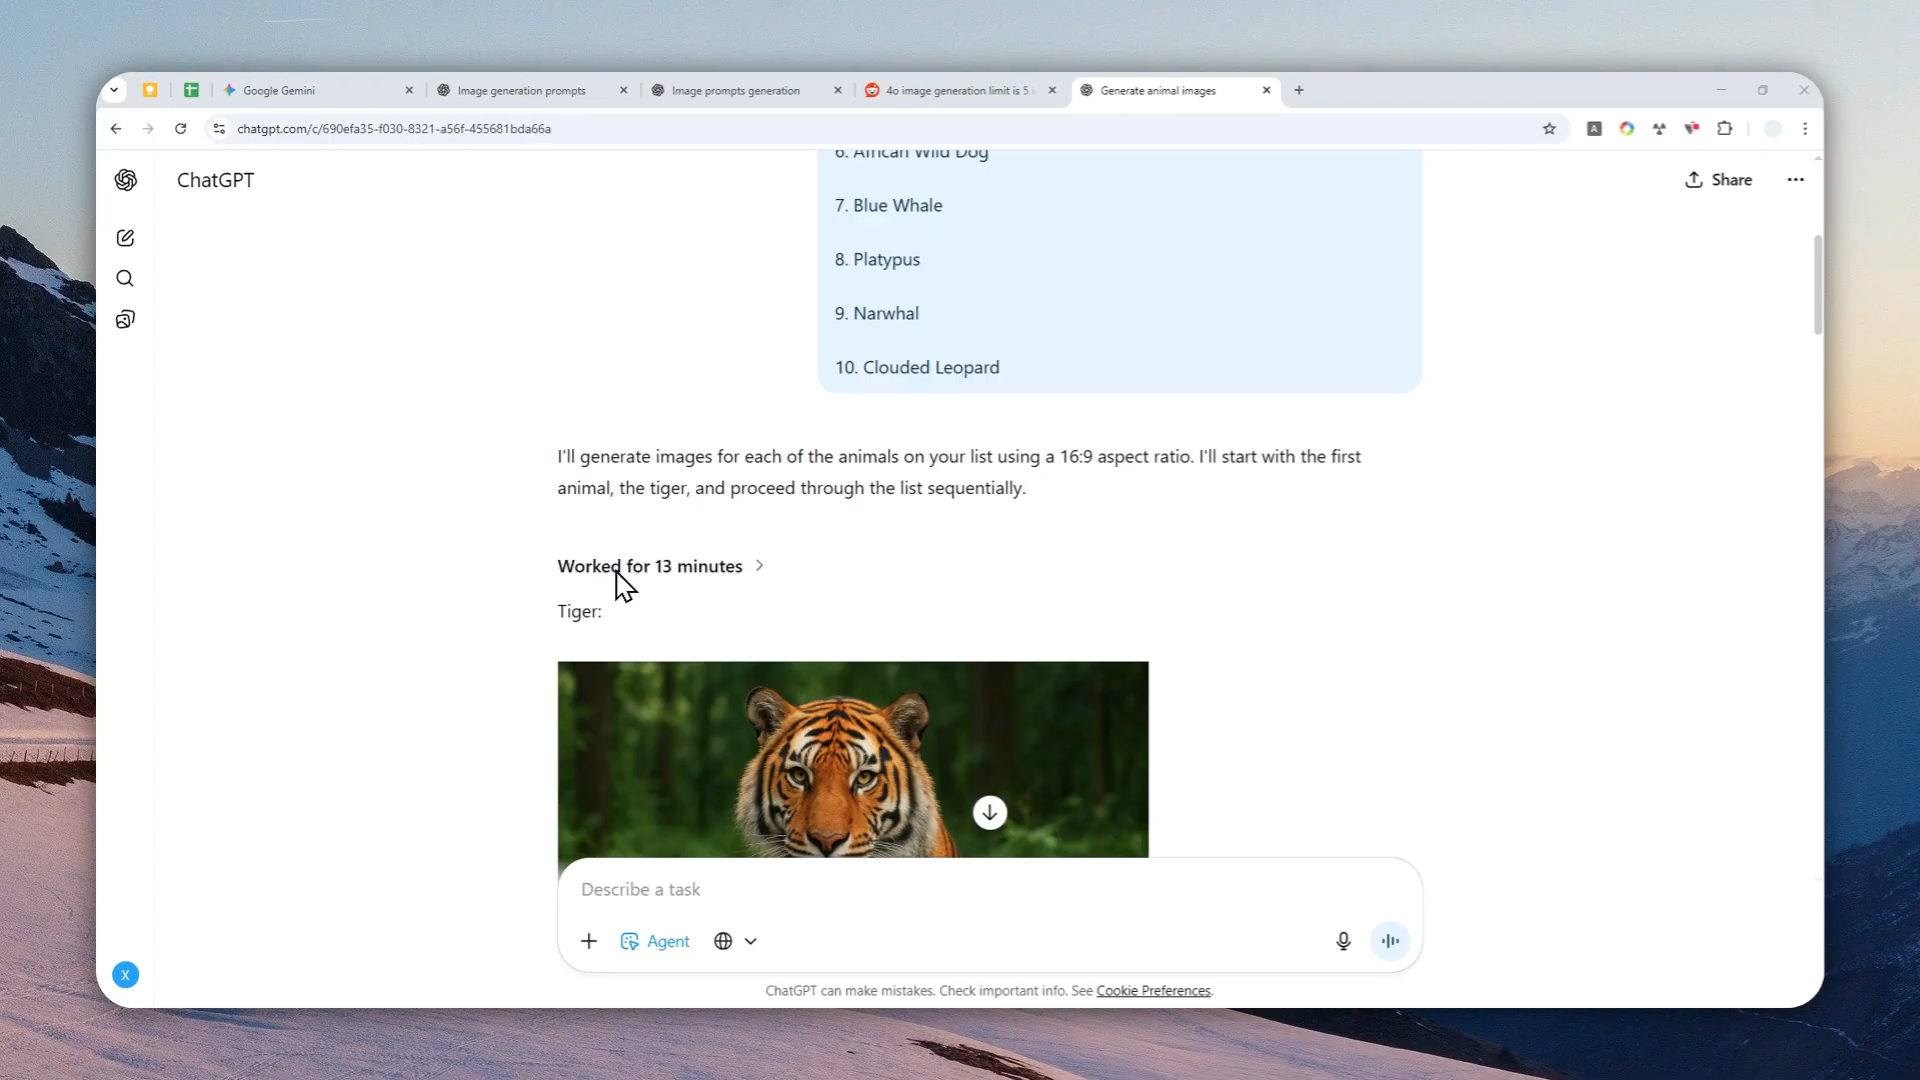 Google Gemini
Image generation prompts
Image prompts generation
4o image generation limit is 5 i
Generate animal images
chatgpt.com/c/690efa35-f030-8321-a56f-455681bda66a
A
ChatGPT
Share
6. African Wild Dog
7. Blue Whale
8. Platypus
9. Narwhal
10. Clouded Leopard
I'll generate images for each of the animals on your list using a 16:9 aspect ratio. I'll start with the first
animal, the tiger, and proceed through the list sequentially.
Worked for 13 minutes
Tiger:
Describe a task
Agent
X
ChatGPT can make mistakes. Check important info. See Cookie Preferences.